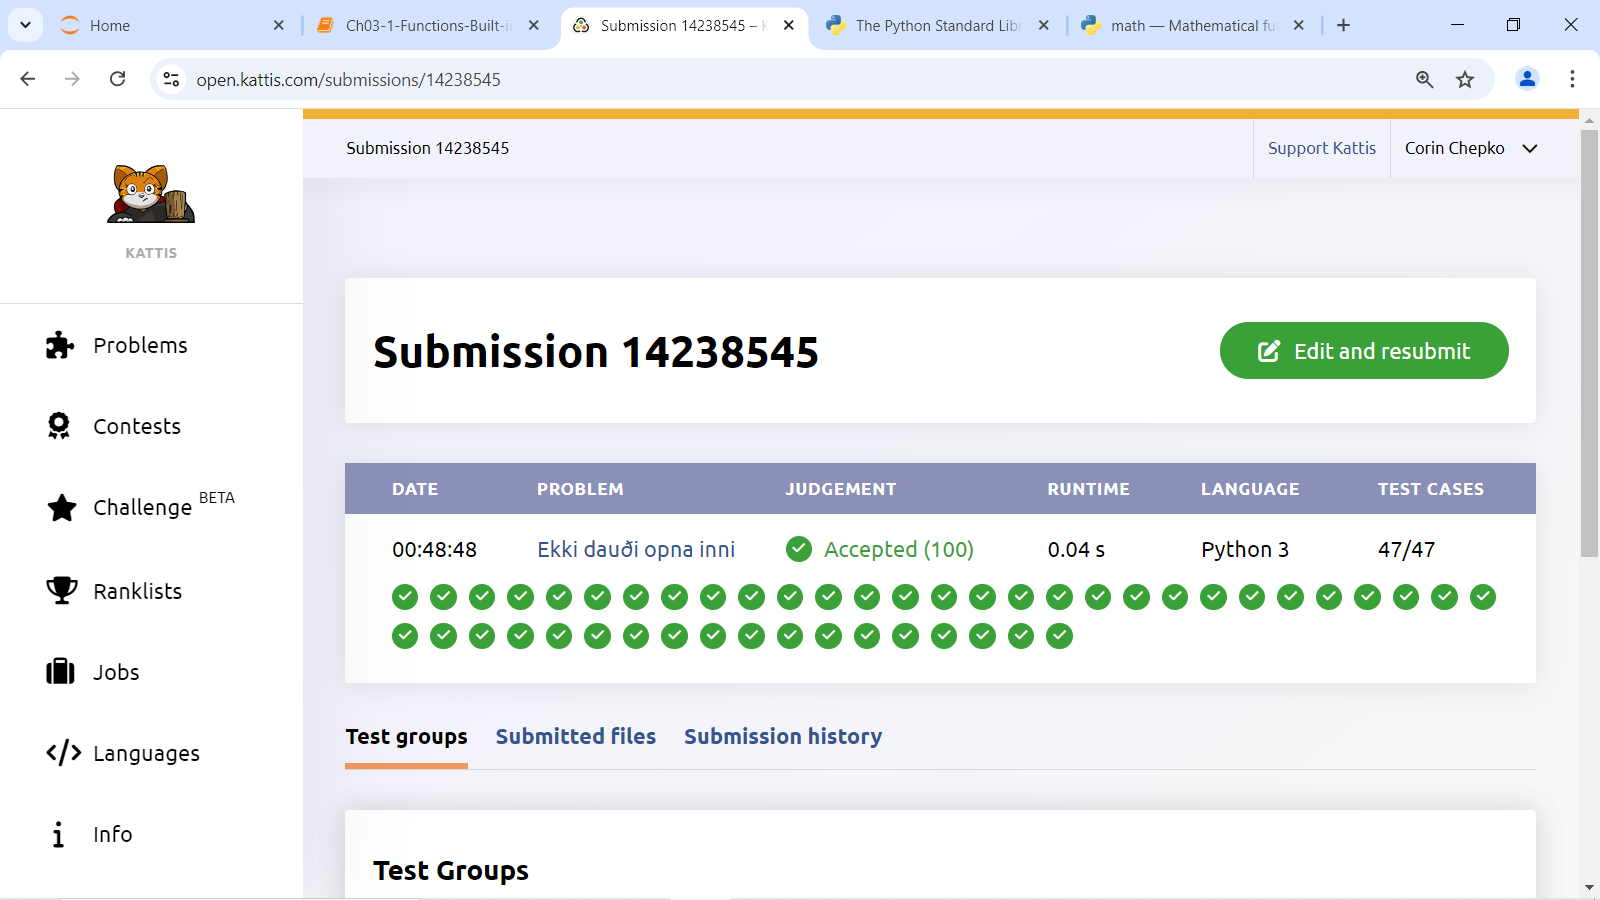 Home
Ch03-1-Functions-Built-in
Submission 14238545 – K
The Python Standard Libr
math — Mathematical fu
open.kattis.com/submissions/14238545
KATTIS
Problems
Contests
Challenge BETA
Ranklists
Jobs
Languages
Info
Submission 14238545
Support Kattis
Corin Chepko
Submission 14238545
Edit and resubmit
DATE PROBLEM JUDGEMENT RUNTIME LANGUAGE TEST CASES
00:48:48 Ekki dauði opna inni Accepted (100) 0.04 s Python 3 47/47
Test groups Submitted files Submission history
Test Groups